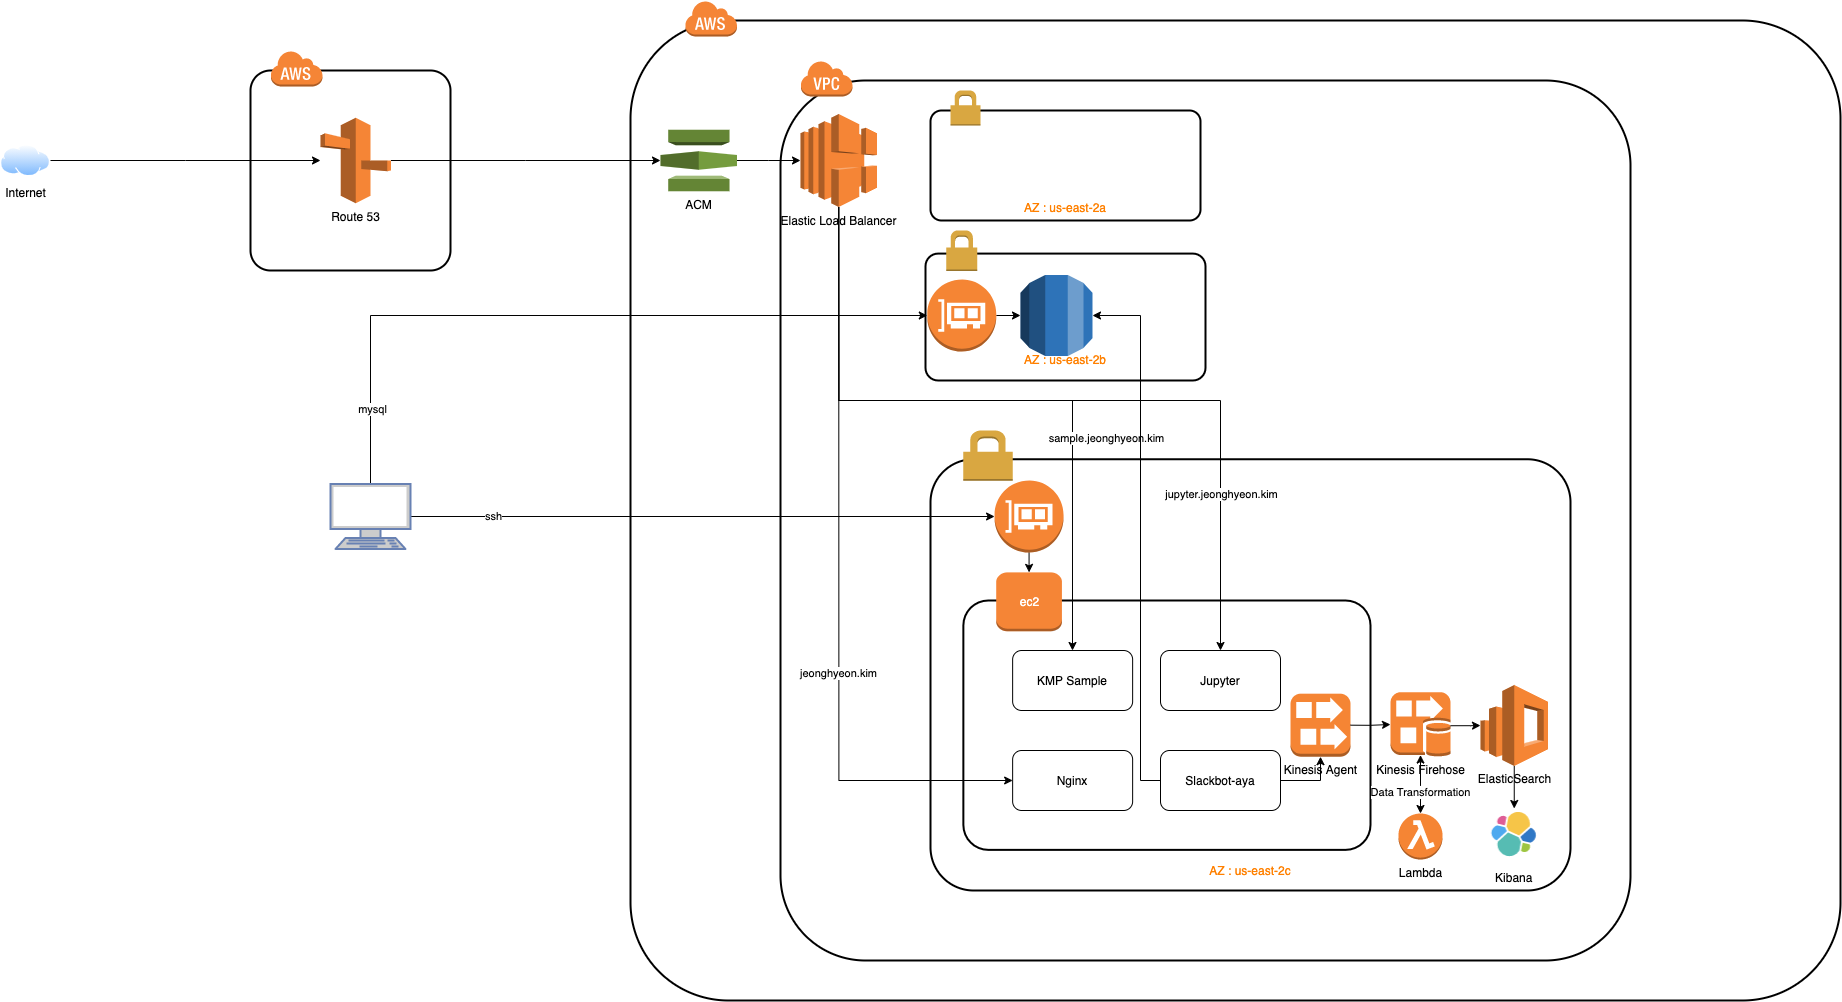 AWS
AWS
VPC
Internet
Route 53
ACM
Elastic Load Balancer
AZ : us-east-2a
AZ : us-east-2b
mysql
sample.jeonghyeon.kim
jupyter.jeonghyeon.kim
ssh
ec2
jeonghyeon.kim
KMP Sample
Jupyter
Nginx
Slackbot-aya
Kinesis Agent
Kinesis Firehose
ElasticSearch
Data Transformation
λ
Lambda
Kibana
AZ : us-east-2c